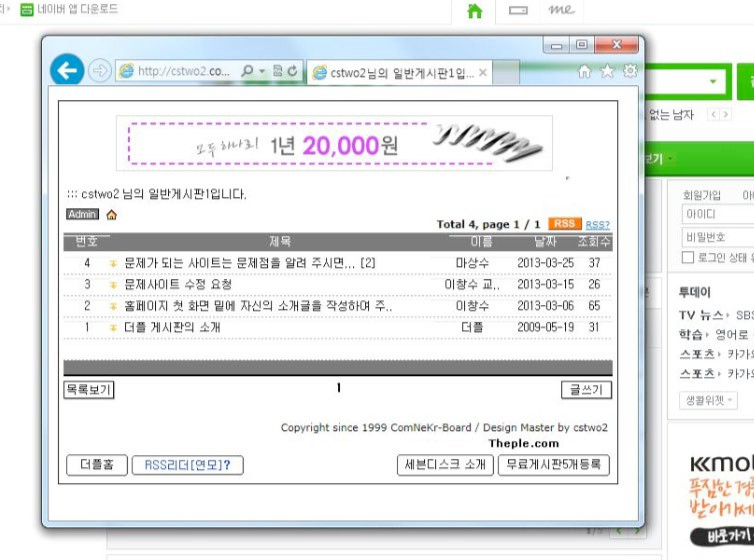 네이버 앱 다운로드
me
http://cstwo2.co...
cstwo2님의 일반게시판1입...
없는 남자
모두 하나로! 1년 20,000원
보기
::: cstwo2 님의 일반게시판1입니다.
Admin
Total 4, page 1 / 1 RSS RSS?
번호 제목 이름 날짜 조회수
4 문제가 되는 사이트는 문제점을 알려 주시면... [2] 마상수 2013-03-25 37
3 문제사이트 수정 요청 이창수 교.. 2013-03-15 26
2 홈페이지 첫 화면 밑에 자신의 소개글을 작성하여 주.. 이창수 2013-03-06 65
1 더플 게시판의 소개 더플 2009-05-19 31
목록보기 1 글쓰기
Copyright since 1999 ComNeKr-Board / Design Master by cstwo2
Theple.com
더플홈 RSS리더[연모]? 세븐디스크 소개 무료게시판5개등록
회원가입
아이디
비밀번호
로그인 상태
투데이
TV 뉴스 SBS
학습 영어로
스포츠
스포츠
생활위젯
푸짐한
받아가세
바로가기